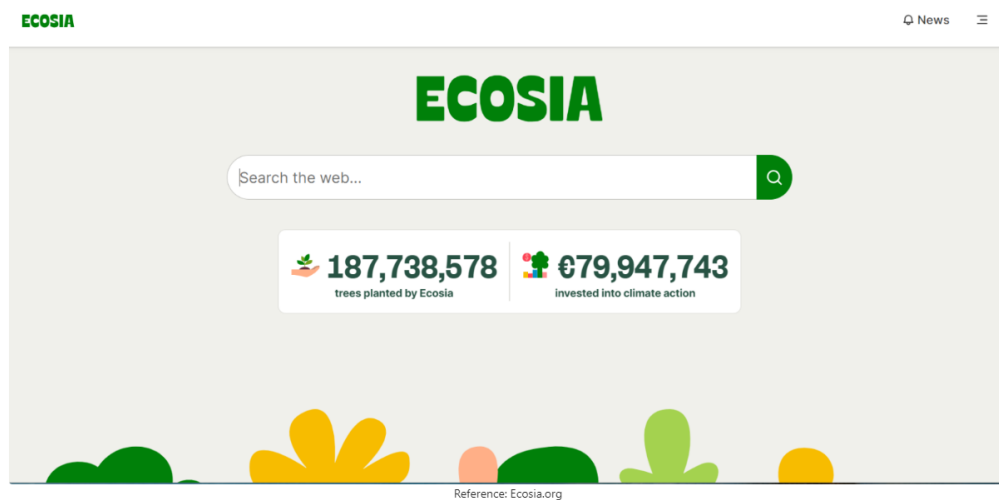 ECOSIA
News
ECOSIA
Search the web...
187,738,578
trees planted by Ecosia
€79,947,743
invested into climate action
Reference: Ecosia.org